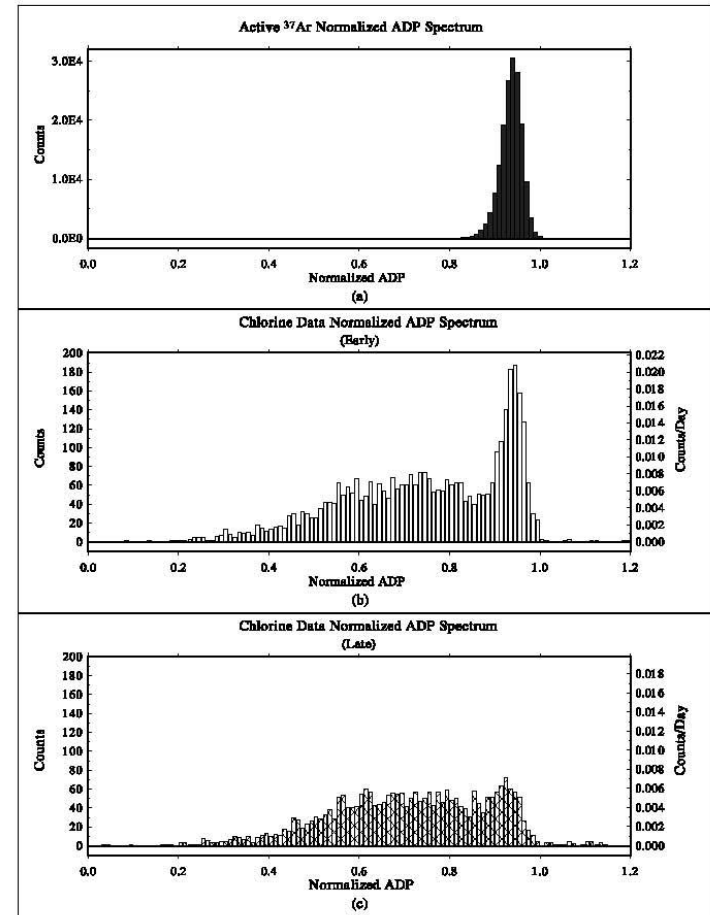 Active ³⁷Ar Normalized ADP Spectrum
3.0E4
2.0E4
1.0E4
0.0E0
Counts
0.0 0.2 0.4 0.6 0.8 1.0 1.2
Normalized ADP
(a)
Chlorine Data Normalized ADP Spectrum
(Early)
200
180
160
140
120
100
80
60
40
20
0
Counts
0.022
0.020
0.018
0.016
0.014
0.012
0.010
0.008
0.006
0.004
0.002
0.000
Counts/Day
0.0 0.2 0.4 0.6 0.8 1.0 1.2
Normalized ADP
(b)
Chlorine Data Normalized ADP Spectrum
(Late)
200
180
160
140
120
100
80
60
40
20
0
Counts
0.018
0.016
0.014
0.012
0.010
0.008
0.006
0.004
0.002
0.000
Counts/Day
0.0 0.2 0.4 0.6 0.8 1.0 1.2
Normalized ADP
(c)